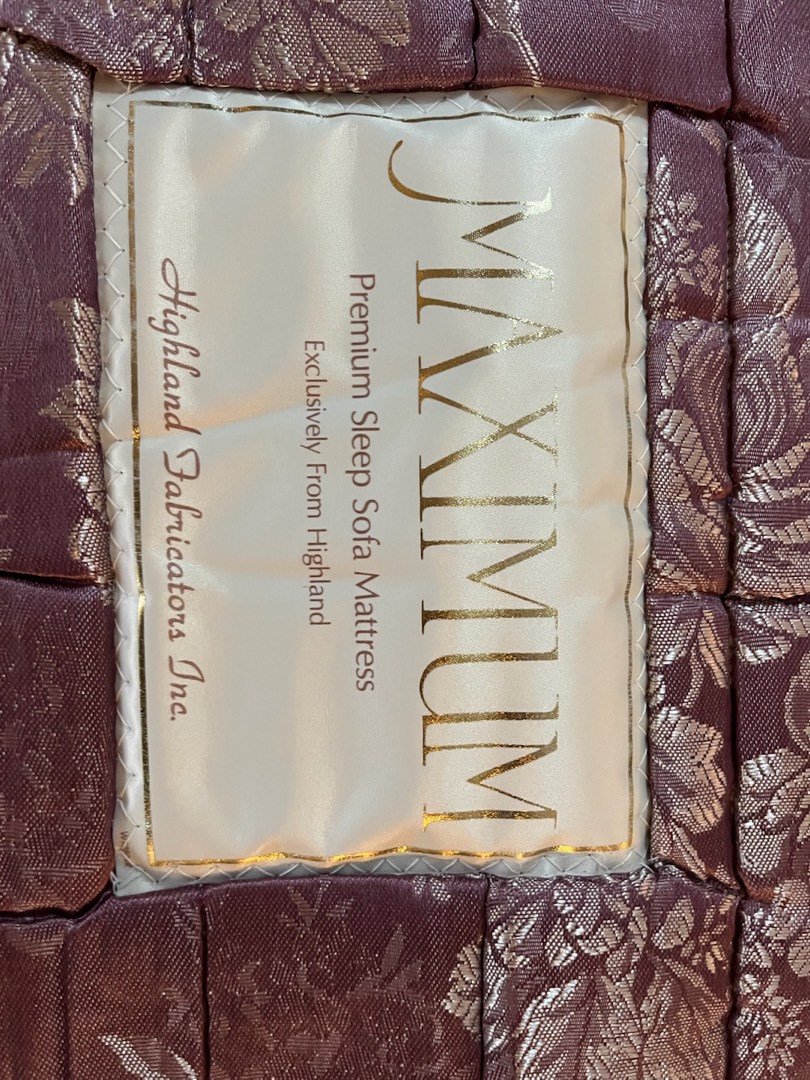 MAXIMUM
Premium Sleep Sofa Mattress
Exclusively From Highland
Highland Fabricators Inc.